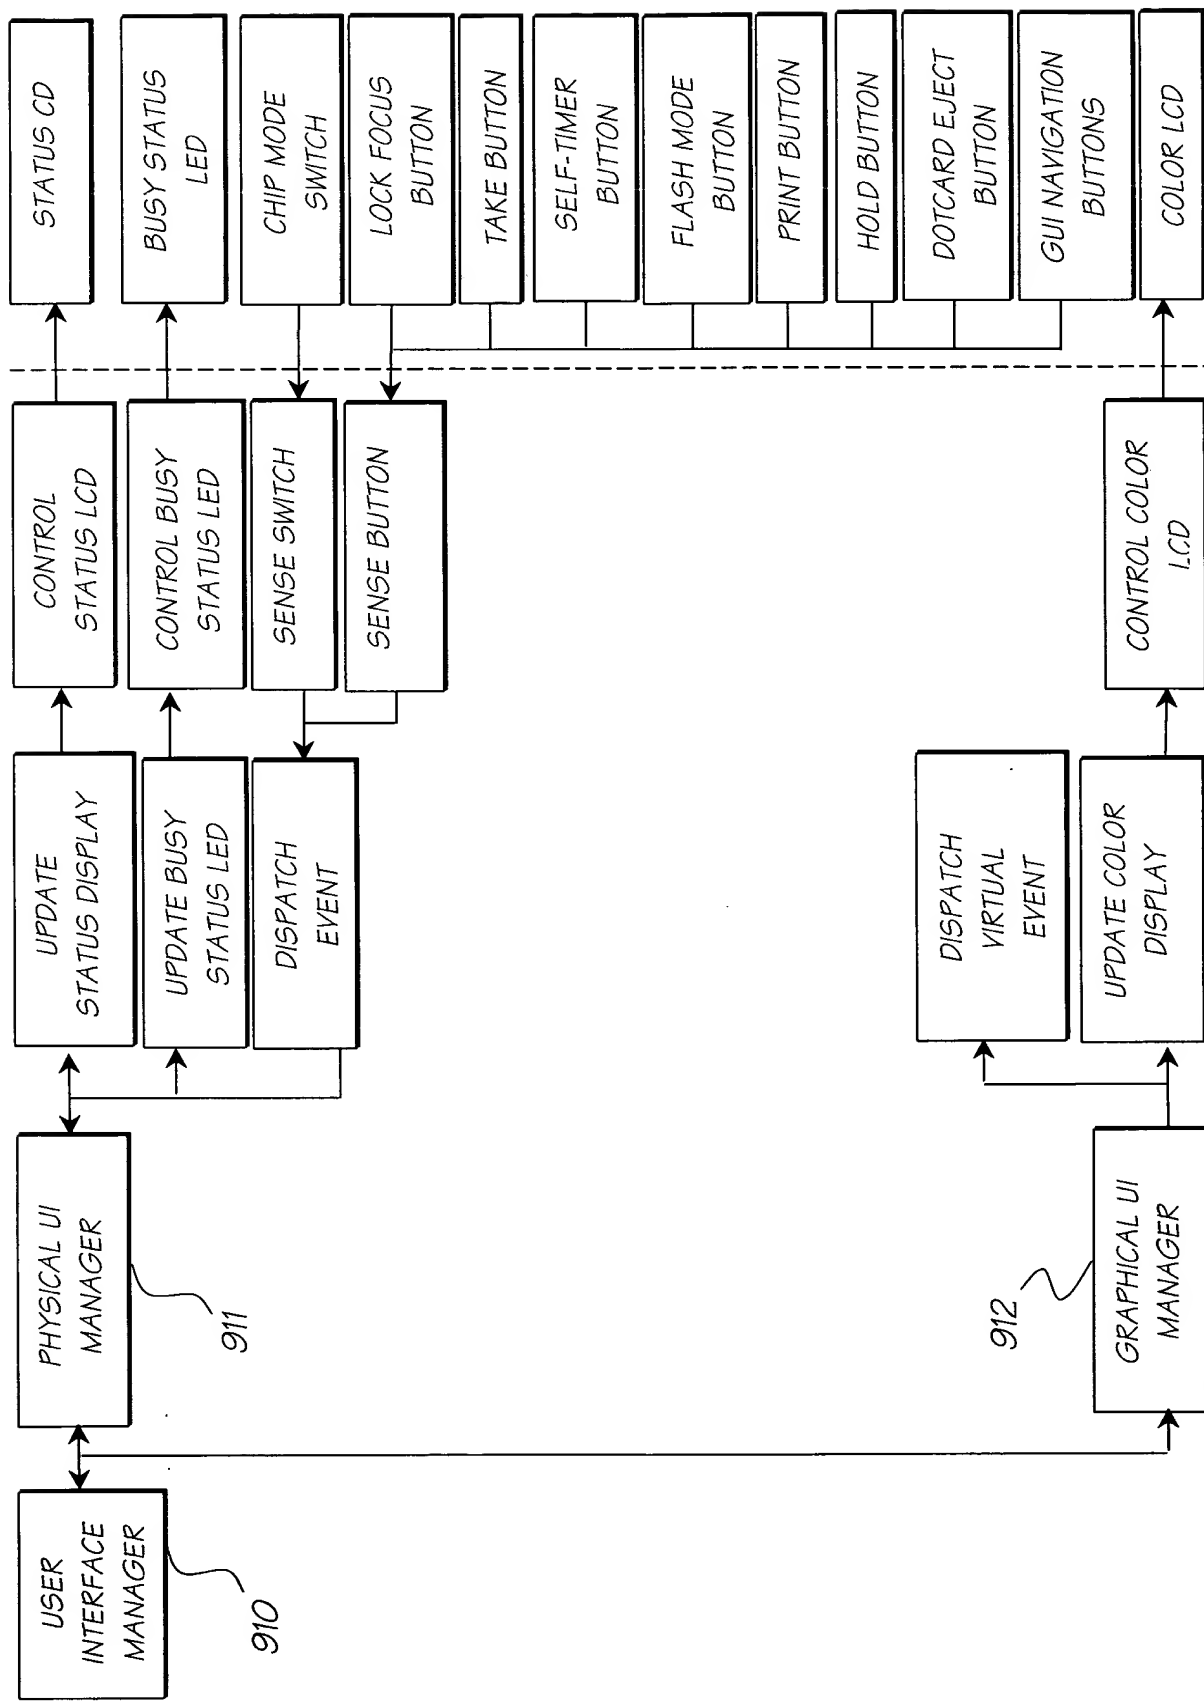 USER
INTERFACE
MANAGER
910
PHYSICAL UI
MANAGER
911
GRAPHICAL UI
MANAGER
912
UPDATE
STATUS DISPLAY
UPDATE BUSY
STATUS LED
DISPATCH
EVENT
DISPATCH
VIRTUAL
EVENT
UPDATE COLOR
DISPLAY
CONTROL
STATUS LCD
CONTROL BUSY
STATUS LED
SENSE SWITCH
SENSE BUTTON
CONTROL COLOR
LCD
STATUS CD
BUSY STATUS
LED
CHIP MODE
SWITCH
LOCK FOCUS
BUTTON
TAKE BUTTON
SELF-TIMER
BUTTON
FLASH MODE
BUTTON
PRINT BUTTON
HOLD BUTTON
DOTCARD EJECT
BUTTON
GUI NAVIGATION
BUTTONS
COLOR LCD